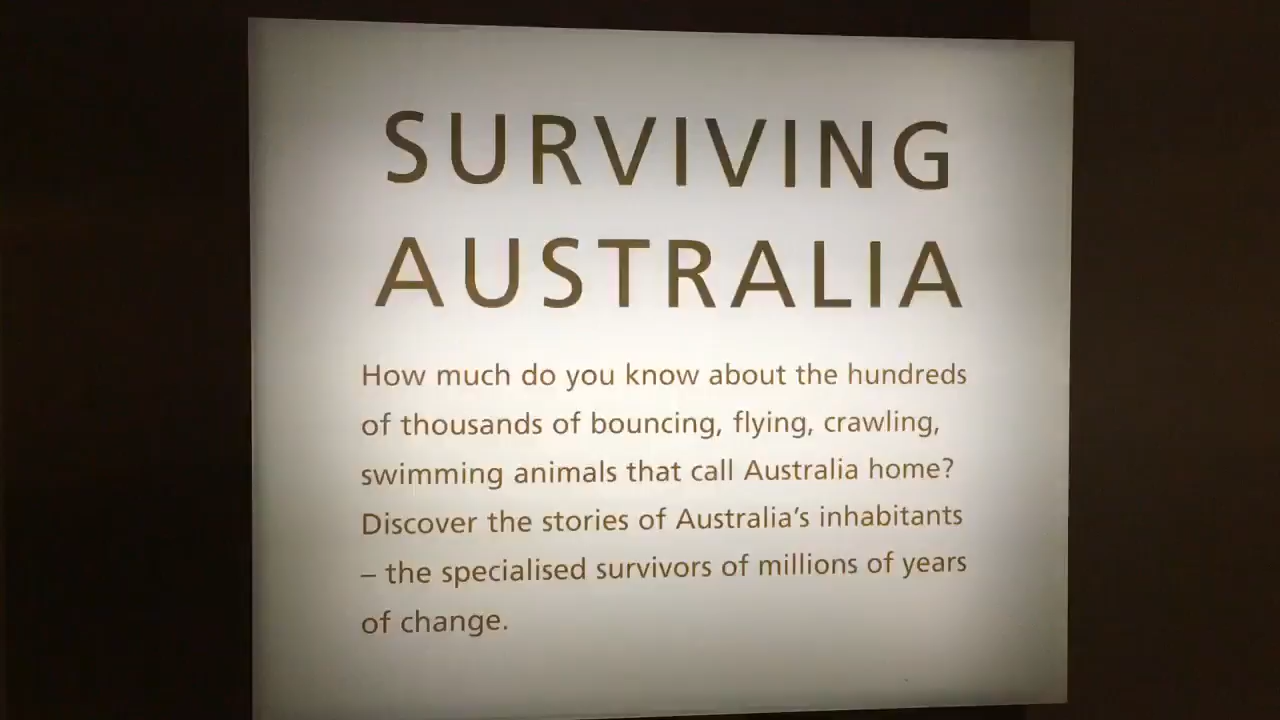 SURVIVING
AUSTRALIA
How much do you know about the hundreds
of thousands of bouncing, flying, crawling,
swimming animals that call Australia home?
Discover the stories of Australia’s inhabitants
– the specialised survivors of millions of years
of change.